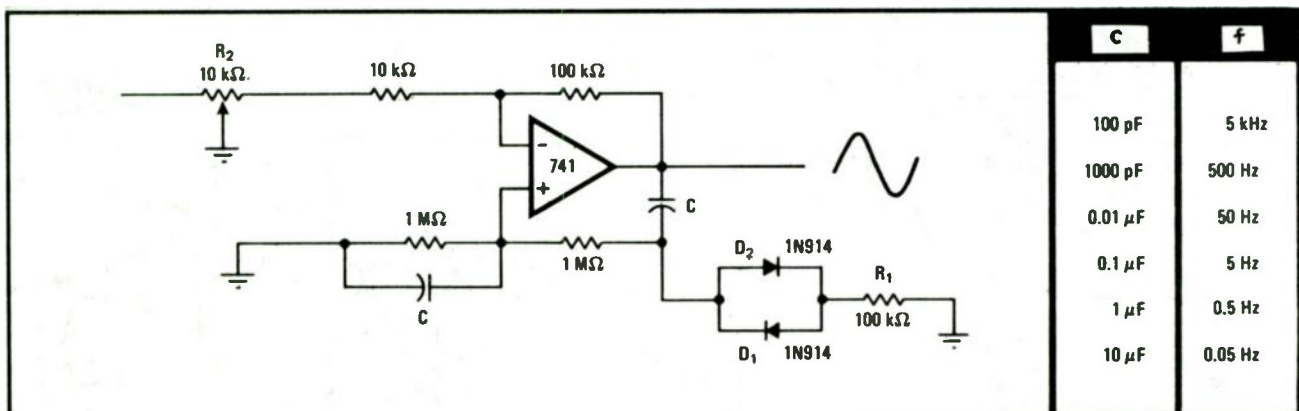 R₂
10 kΩ.
10 kΩ
100 kΩ
-
741
+
C
1 MΩ
1 MΩ
C
D₂ 1N914
R₁
100 kΩ
D₁ 1N914
C f
100 pF 5 kHz
1000 pF 500 Hz
0.01 µF 50 Hz
0.1 µF 5 Hz
1 µF 0.5 Hz
10 µF 0.05 Hz